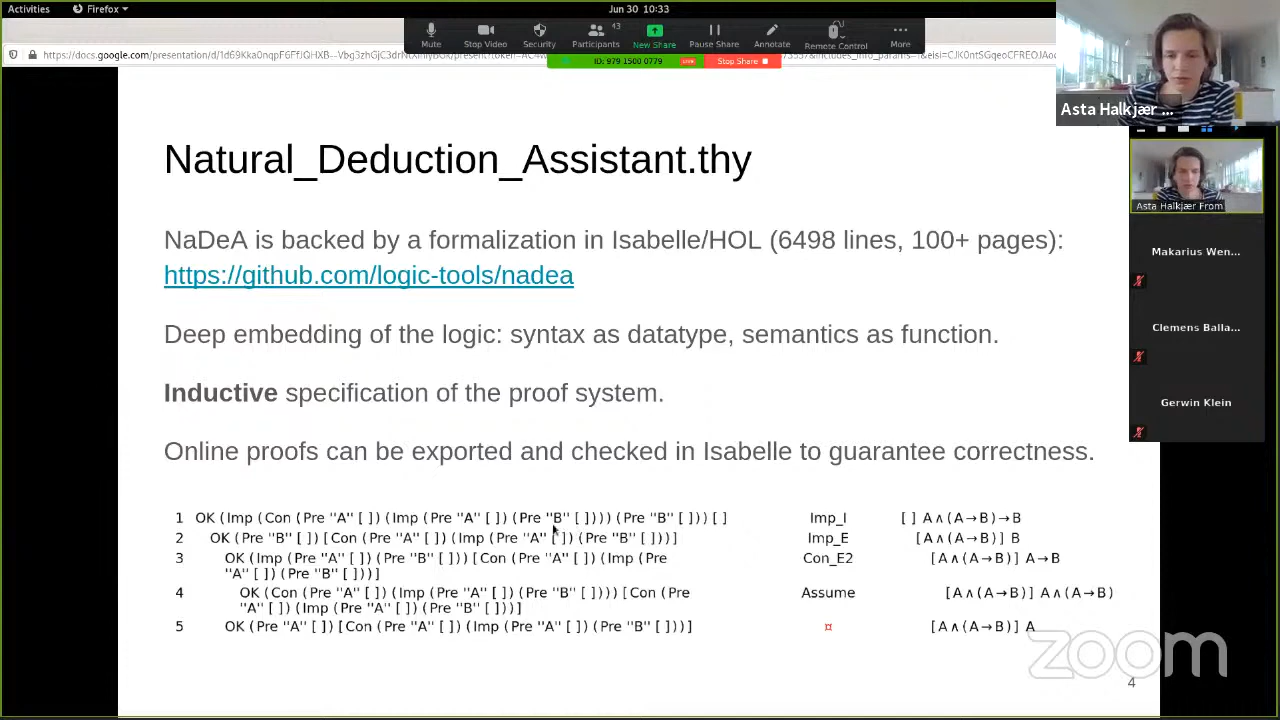 Activities
Firefox
Jun 30 10:33
Mute
Stop Video
Security
Participants
43
New Share
Pause Share
Annotate
Remote Control
More
ID: 979 1500 0779
LIVE
Stop Share
Asta Halkjær ...
Asta Halkjær From
Makarius Wen...
Clemens Balla...
Gerwin Klein
Natural_Deduction_Assistant.thy
NaDeA is backed by a formalization in Isabelle/HOL (6498 lines, 100+ pages):
https://github.com/logic-tools/nadea
Deep embedding of the logic: syntax as datatype, semantics as function.
Inductive specification of the proof system.
Online proofs can be exported and checked in Isabelle to guarantee correctness.
1 OK (Imp (Con (Pre "A" [ ]) (Imp (Pre "A" [ ]) (Pre "B" [ ]))) (Pre "B" [ ])) [ ] Imp_I [ ] A∧(A→B)→B
2 OK (Pre "B" [ ]) [Con (Pre "A" [ ]) (Imp (Pre "A" [ ]) (Pre "B" [ ]))] Imp_E [A∧(A→B)] B
3 OK (Imp (Pre "A" [ ]) (Pre "B" [ ])) [Con (Pre "A" [ ]) (Imp (Pre Con_E2 [A∧(A→B)] A→B
"A" [ ]) (Pre "B" [ ]))]
4 OK (Con (Pre "A" [ ]) (Imp (Pre "A" [ ]) (Pre "B" [ ]))) [Con (Pre Assume [A∧(A→B)] A∧(A→B)
"A" [ ]) (Imp (Pre "A" [ ]) (Pre "B" [ ]))]
5 OK (Pre "A" [ ]) [Con (Pre "A" [ ]) (Imp (Pre "A" [ ]) (Pre "B" [ ]))] ¤ [A∧(A→B)] A
zoom
4